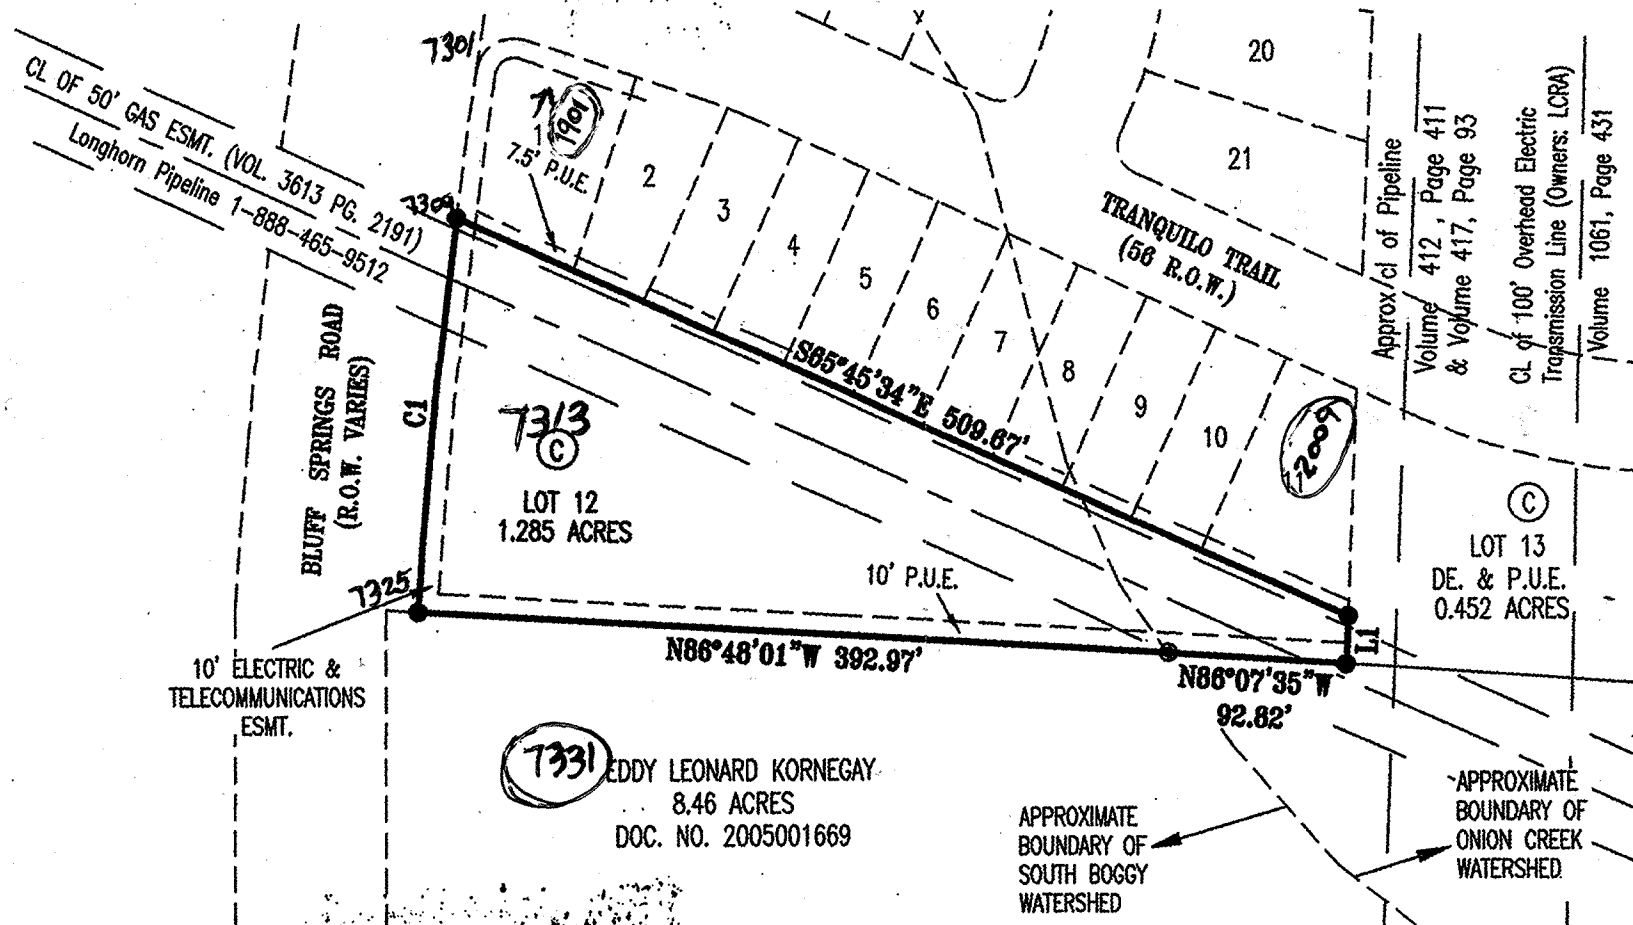 7301
20
CL OF 50' GAS ESMT. (VOL. 3613 PG. 2191)
Longhorn Pipeline 1-888-465-9512
1
1901
7.5' P.U.E.
2
3
4
5
6
7
8
9
10
11
2009
21
TRANQUILO TRAIL
(56 R.O.W.)
Approx/cl of Pipeline
Volume 412 , Page 411
& Volume 417, Page 93
CL of 100' Overhead Electric
Transmission Line (Owners: LCRA)
Volume 1061, Page 431
7309
BLUFF SPRINGS ROAD
(R.O.W. VARIES)
C1
S65°45'34"E 509.67'
7313
C
LOT 12
1.285 ACRES
C
LOT 13
DE. & P.U.E.
0.452 ACRES
7325
10' P.U.E.
L1
N86°48'01"W 392.97'
N86°07'35"W
92.82'
10' ELECTRIC &
TELECOMMUNICATIONS
ESMT.
7331
EDDY LEONARD KORNEGAY
8.46 ACRES
DOC. NO. 2005001669
APPROXIMATE
BOUNDARY OF
SOUTH BOGGY
WATERSHED
APPROXIMATE
BOUNDARY OF
ONION CREEK
WATERSHED